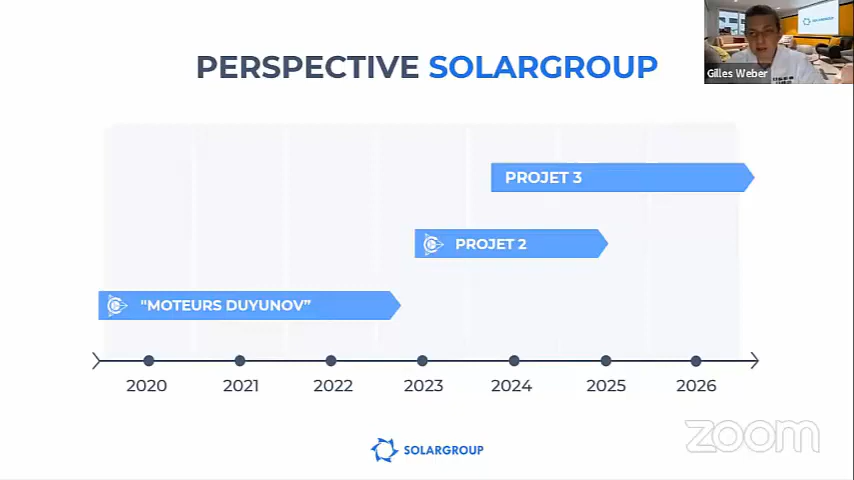 PERSPECTIVE SOLARGROUP
Gilles Weber
PROJET 3
PROJET 2
"MOTEURS DUYUNOV”
2020
2021
2022
2023
2024
2025
2026
SOLARGROUP
zoom